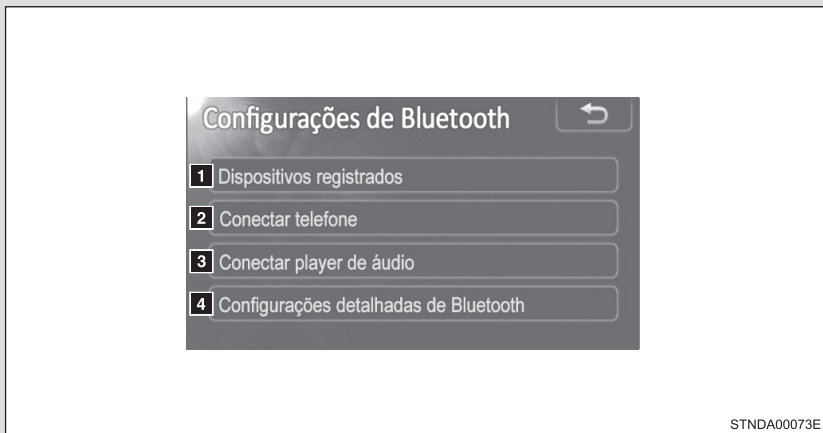 Configurações de Bluetooth
1 Dispositivos registrados
2 Conectar telefone
3 Conectar player de áudio
4 Configurações detalhadas de Bluetooth
STNDA00073E